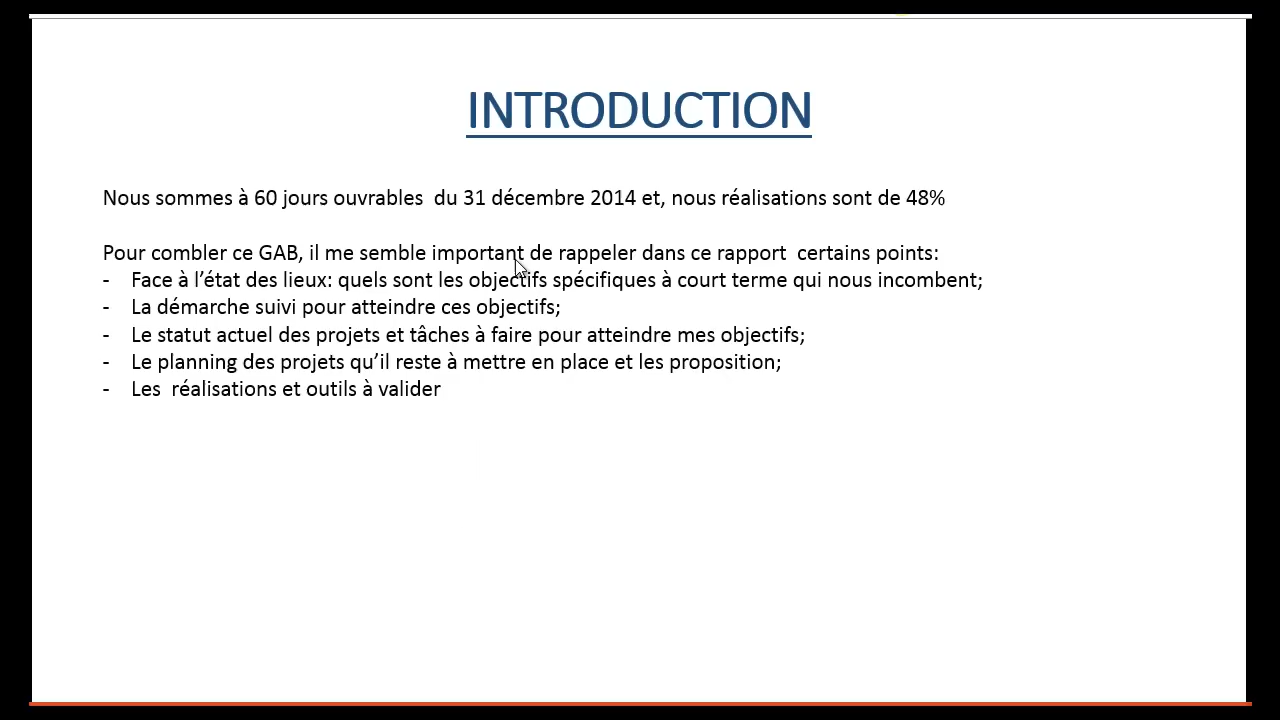 INTRODUCTION
Nous sommes à 60 jours ouvrables  du 31 décembre 2014 et, nous réalisations sont de 48%
Pour combler ce GAB, il me semble important de rappeler dans ce rapport  certains points:
- Face à l’état des lieux: quels sont les objectifs spécifiques à court terme qui nous incombent;
- La démarche suivi pour atteindre ces objectifs;
- Le statut actuel des projets et tâches à faire pour atteindre mes objectifs;
- Le planning des projets qu’il reste à mettre en place et les proposition;
- Les  réalisations et outils à valider